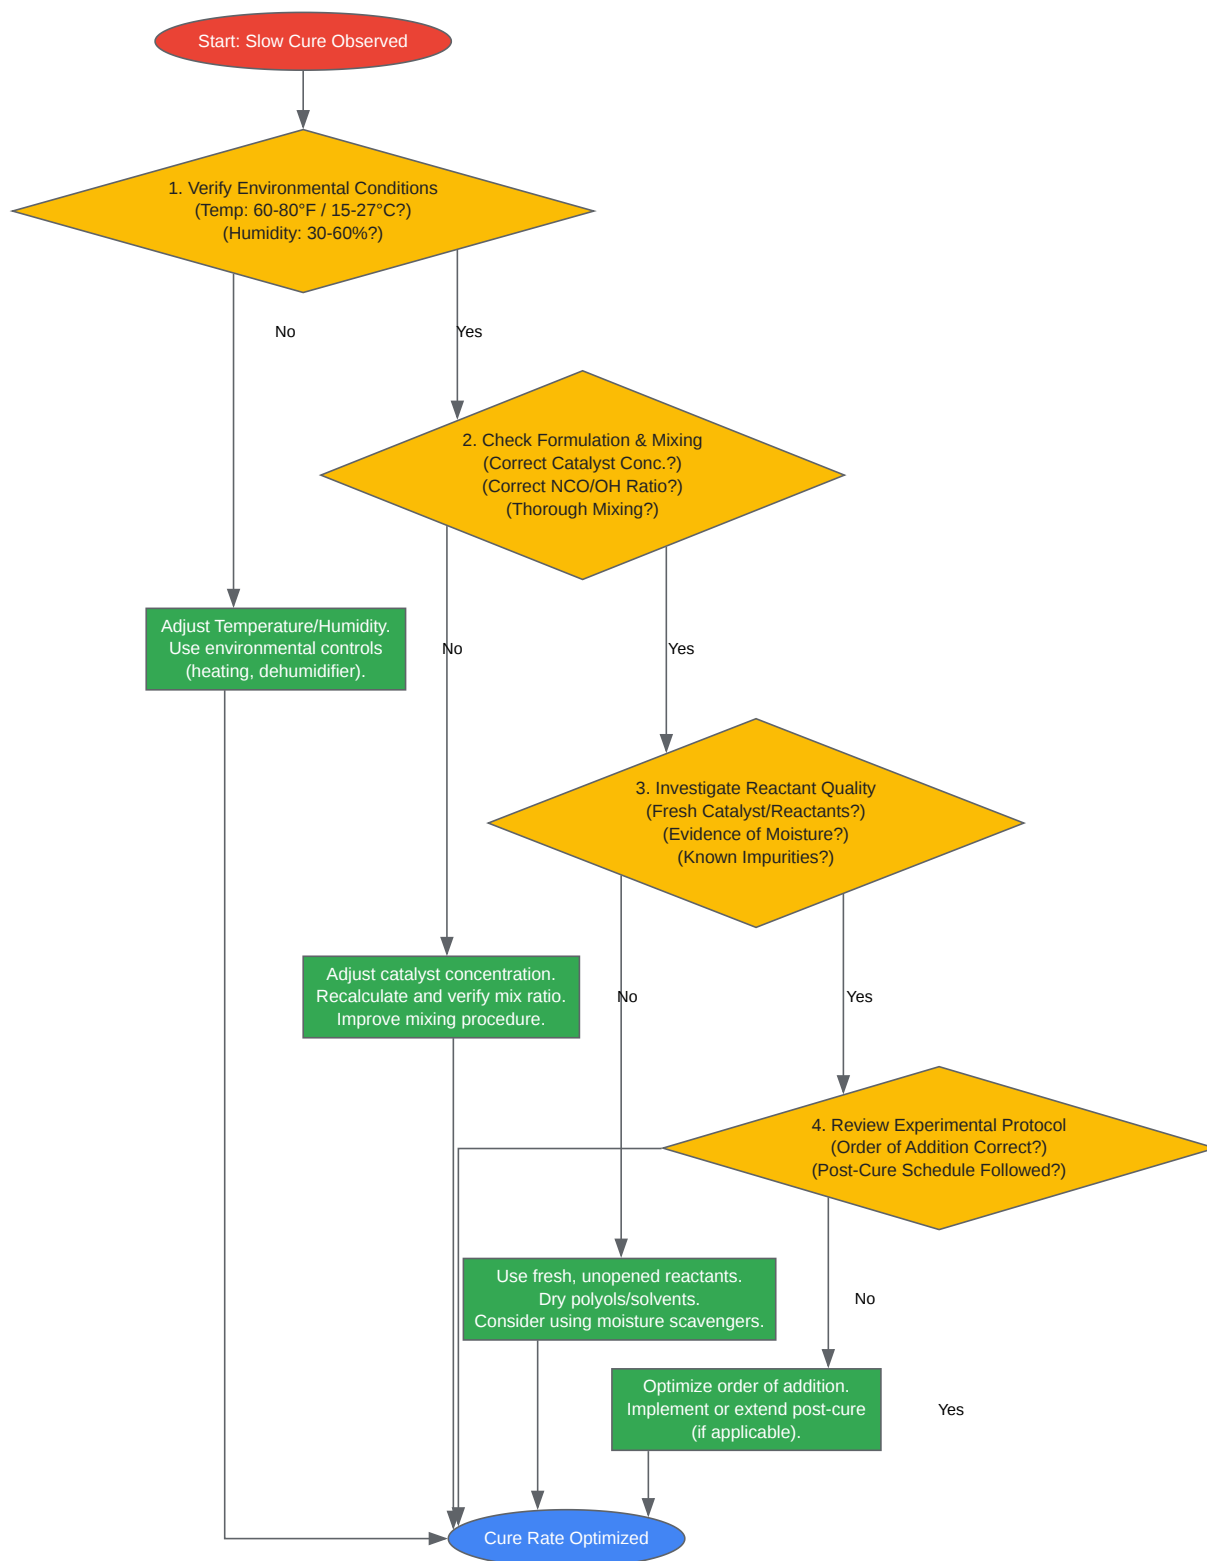 Start: Slow Cure Observed
1. Verify Environmental Conditions
(Temp: 60-80°F / 15-27°C?)
(Humidity: 30-60%?)
No
Yes
2. Check Formulation & Mixing
(Correct Catalyst Conc.?)
(Correct NCO/OH Ratio?)
(Thorough Mixing?)
Adjust Temperature/Humidity.
Use environmental controls
(heating, dehumidifier).
No
Yes
3. Investigate Reactant Quality
(Fresh Catalyst/Reactants?)
(Evidence of Moisture?)
(Known Impurities?)
Adjust catalyst concentration.
Recalculate and verify mix ratio.
Improve mixing procedure.
No
Yes
4. Review Experimental Protocol
(Order of Addition Correct?)
(Post-Cure Schedule Followed?)
Use fresh, unopened reactants.
Dry polyols/solvents.
Consider using moisture scavengers.
No
Optimize order of addition.
Implement or extend post-cure
(if applicable).
Yes
Cure Rate Optimized